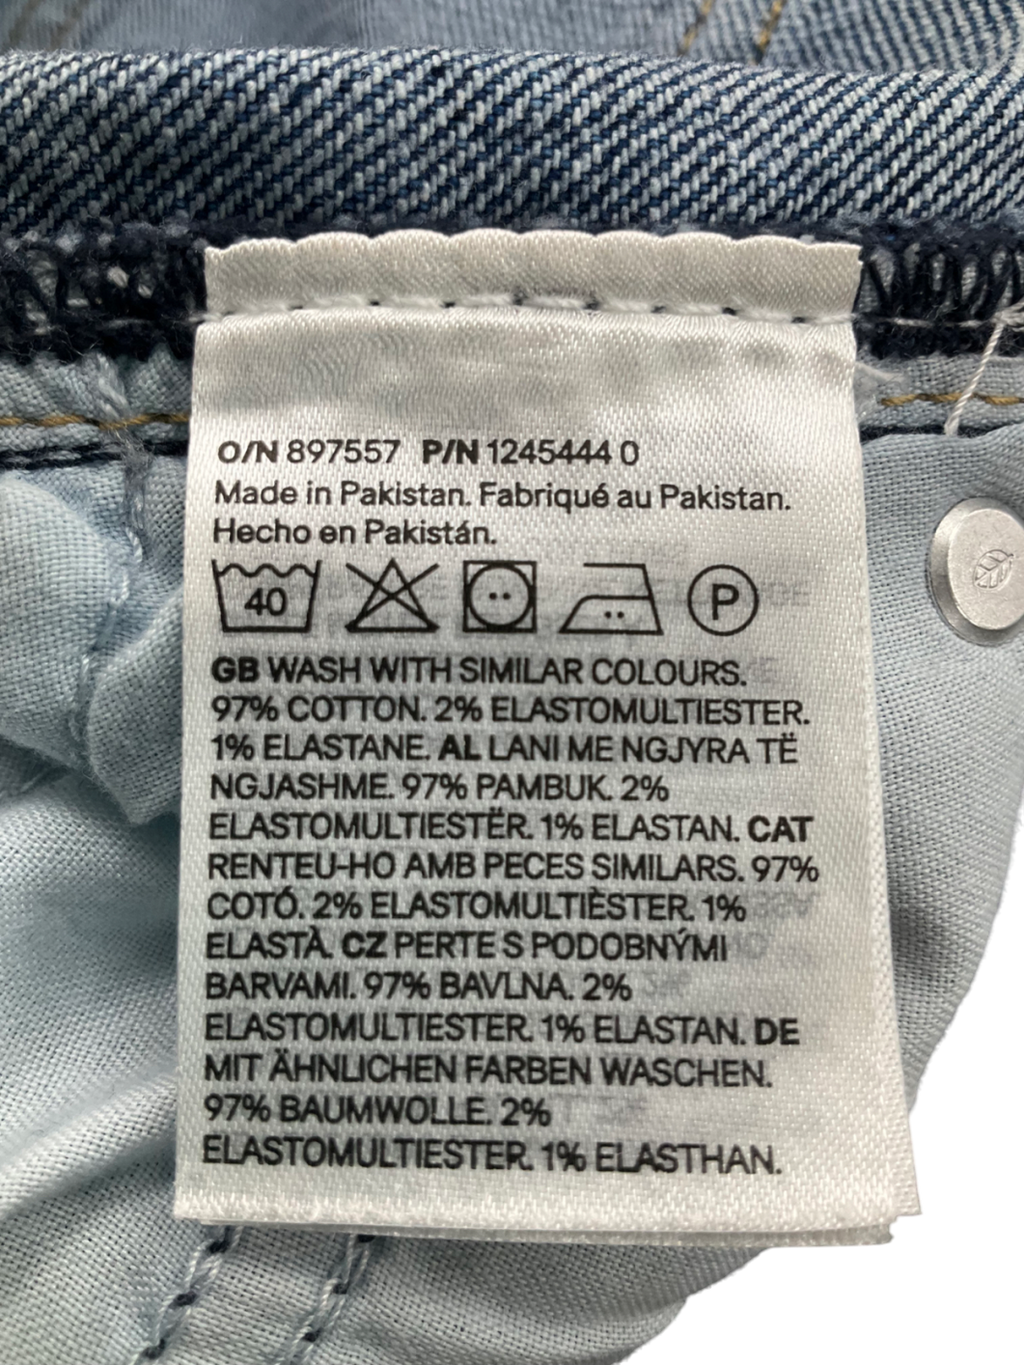 O/N 897557 P/N 1245444 0
Made in Pakistan. Fabriqué au Pakistan.
Hecho en Pakistán.
40 P
GB WASH WITH SIMILAR COLOURS.
97% COTTON. 2% ELASTOMULTIESTER.
1% ELASTANE. AL LANI ME NGJYRA TË
NGJASHME. 97% PAMBUK. 2%
ELASTOMULTIESTËR. 1% ELASTAN. CAT
RENTEU-HO AMB PECES SIMILARS. 97%
COTÓ. 2% ELASTOMULTIÈSTER. 1%
ELASTÀ. CZ PERTE S PODOBNÝMI
BARVAMI. 97% BAVLNA. 2%
ELASTOMULTIESTER. 1% ELASTAN. DE
MIT ÄHNLICHEN FARBEN WASCHEN.
97% BAUMWOLLE. 2%
ELASTOMULTIESTER. 1% ELASTHAN.